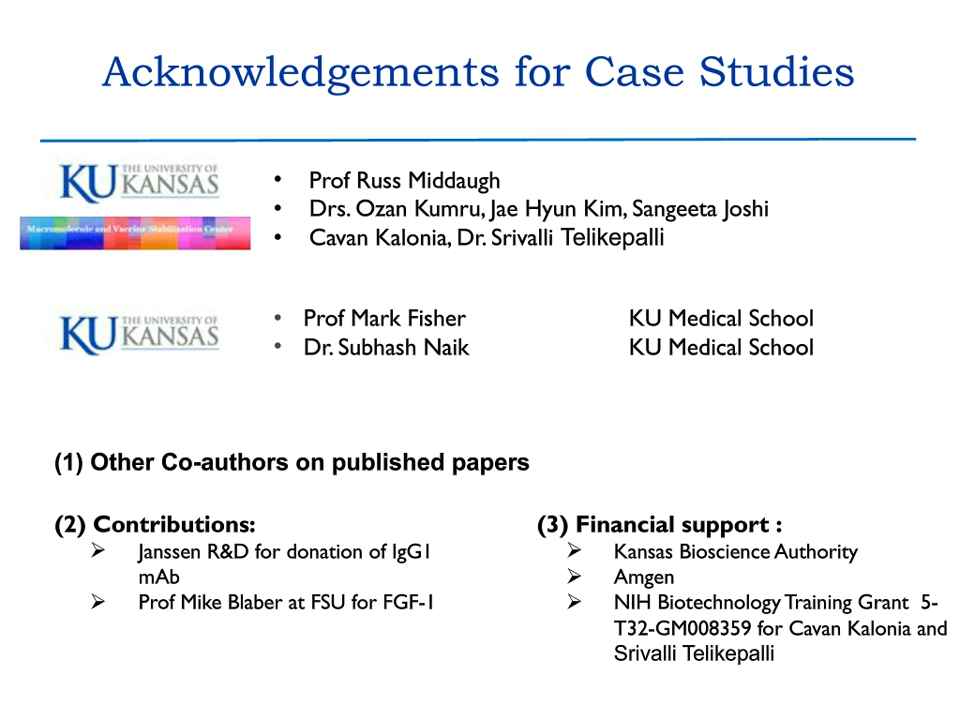 Acknowledgements for Case Studies
KU THE UNIVERSITY OF KANSAS
Macromolecule and Vaccine Stabilization Center
• Prof Russ Middaugh
• Drs. Ozan Kumru, Jae Hyun Kim, Sangeeta Joshi
• Cavan Kalonia, Dr. Srivalli Telikepalli
KU THE UNIVERSITY OF KANSAS
• Prof Mark Fisher KU Medical School
• Dr. Subhash Naik KU Medical School
(1) Other Co-authors on published papers
(2) Contributions:
➢ Janssen R&D for donation of IgG1
mAb
➢ Prof Mike Blaber at FSU for FGF-1
(3) Financial support :
➢ Kansas Bioscience Authority
➢ Amgen
➢ NIH Biotechnology Training Grant 5-
T32-GM008359 for Cavan Kalonia and
Srivalli Telikepalli